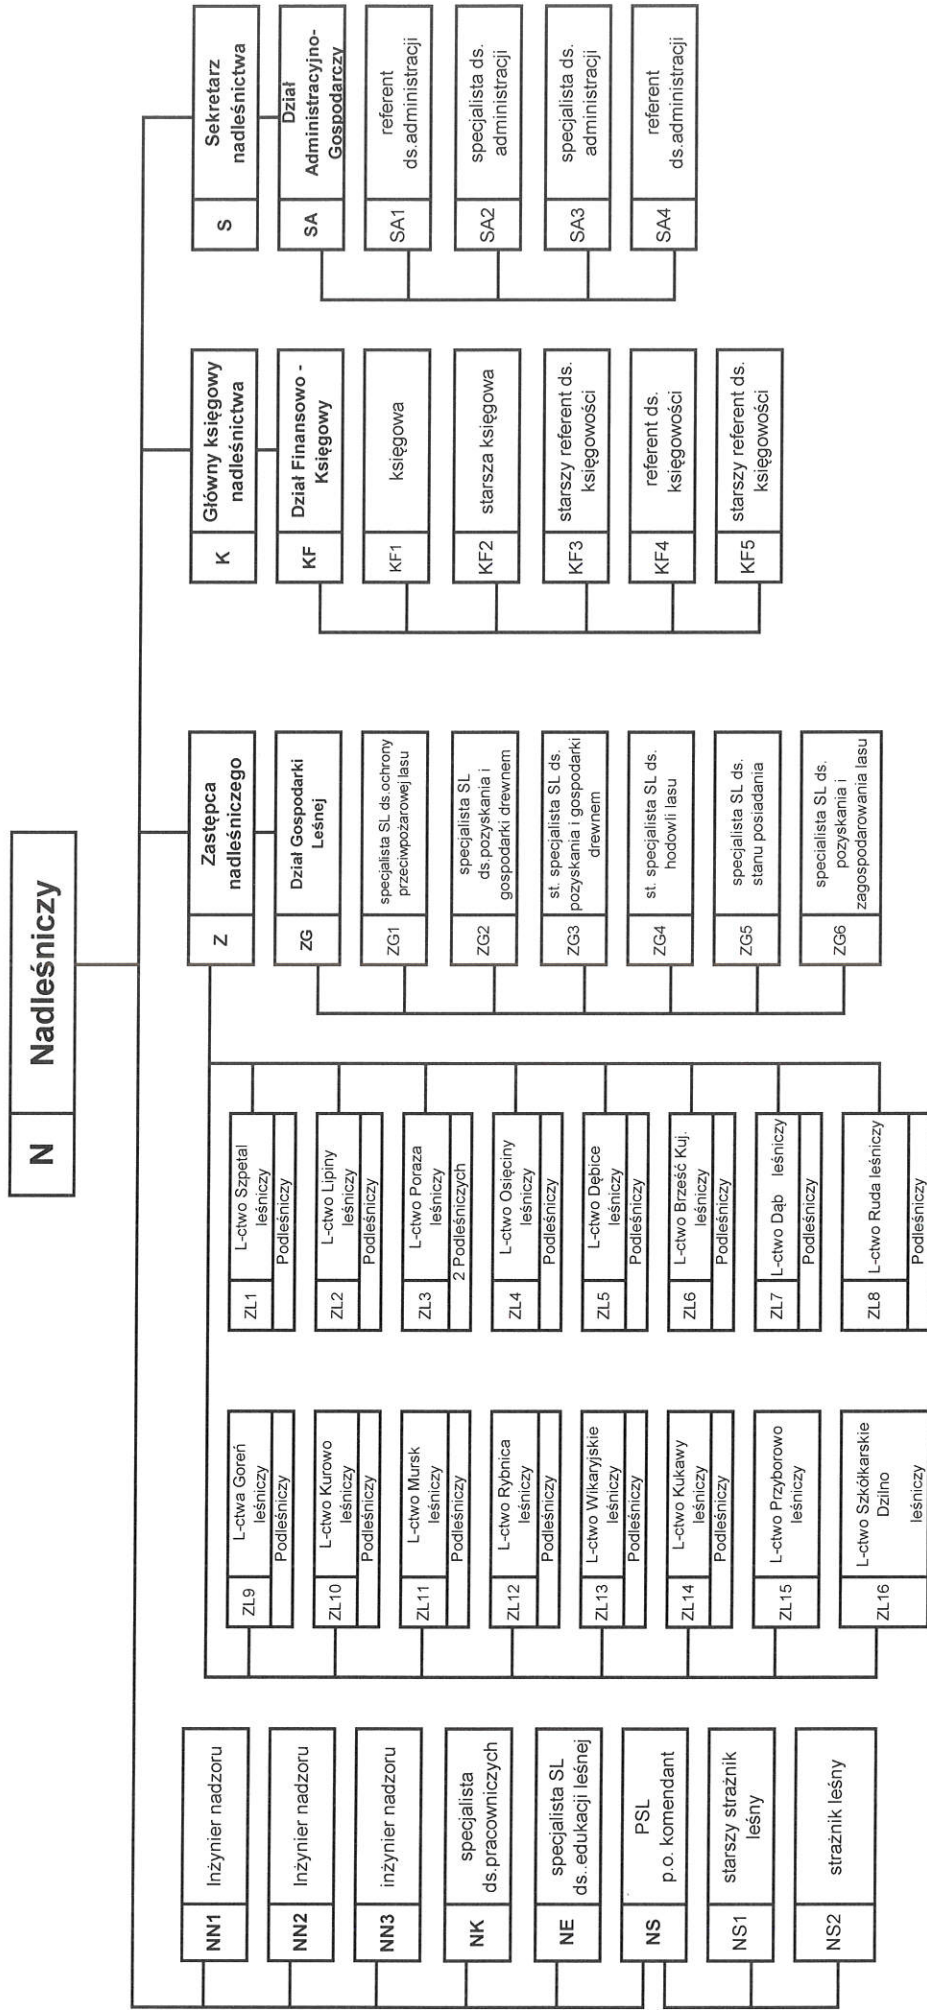 N Nadleśniczy
NN1 Inżynier nadzoru
NN2 Inżynier nadzoru
NN3 inżynier nadzoru
NK specjalista
ds.pracowniczych
NE specjalista SL
ds..edukacji leśnej
NS PSL
p.o. komendant
NS1 starszy strażnik
leśny
NS2 strażnik leśny
ZL9 L-ctwa Goreń
leśniczy
Podleśniczy
ZL10 L-ctwo Kurowo
leśniczy
Podleśniczy
ZL11 L-ctwo Mursk
leśniczy
Podleśniczy
ZL12 L-ctwo Rybnica
leśniczy
Podleśniczy
ZL13 L-ctwo Wikaryjskie
leśniczy
Podleśniczy
ZL14 L-ctwo Kukawy
leśniczy
Podleśniczy
ZL15 L-ctwo Przyborowo
leśniczy
ZL16 L-ctwo Szkółkarskie
Dzilno
leśniczy
ZL1 L-ctwo Szpetal
leśniczy
Podleśniczy
ZL2 L-ctwo Lipiny
leśniczy
Podleśniczy
ZL3 L-ctwo Poraza
leśniczy
2 Podleśniczych
ZL4 L-ctwo Osięciny
leśniczy
Podleśniczy
ZL5 L-ctwo Dębice
leśniczy
Podleśniczy
ZL6 L-ctwo Brześć Kuj.
leśniczy
Podleśniczy
ZL7 L-ctwo Dąb leśniczy
Podleśniczy
ZL8 L-ctwo Ruda leśniczy
Podleśniczy
Z Zastępca
nadleśniczego
ZG Dział Gospodarki
Leśnej
ZG1 specjalista SL ds.ochrony
przeciwpożarowej lasu
ZG2 specjalista SL
ds.pozyskania i
gospodarki drewnem
ZG3 st. specjalista SL ds.
pozyskania i gospodarki
drewnem
ZG4 st. specjalista SL ds.
hodowli lasu
ZG5 specjalista SL ds.
stanu posiadania
ZG6 specialista SL ds.
pozyskania i
zagospodarowania lasu
K Główny księgowy
nadleśnictwa
KF Dział Finansowo -
Księgowy
KF1 księgowa
KF2 starsza księgowa
KF3 starszy referent ds.
księgowości
KF4 referent ds.
księgowości
KF5 starszy referent ds.
księgowości
S Sekretarz
nadleśnictwa
SA Dział
Administracyjno-
Gospodarczy
SA1 referent
ds.administracji
SA2 specjalista ds.
administracji
SA3 specjalista ds.
administracji
SA4 referent
ds.administracji